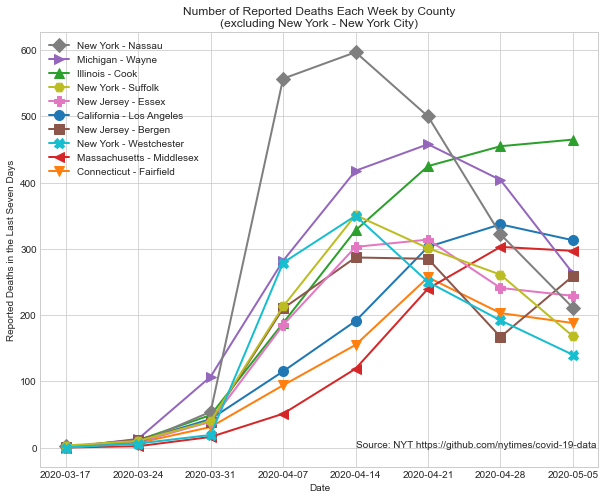 Number of Reported Deaths Each Week by County
(excluding New York - New York City)
Reported Deaths in the Last Seven Days
600
500
400
300
200
100
0
New York - Nassau
Michigan - Wayne
Illinois - Cook
New York - Suffolk
New Jersey - Essex
California - Los Angeles
New Jersey - Bergen
New York - Westchester
Massachusetts - Middlesex
Connecticut - Fairfield
Source: NYT https://github.com/nytimes/covid-19-data
2020-03-17 2020-03-24 2020-03-31 2020-04-07 2020-04-14 2020-04-21 2020-04-28 2020-05-05
Date